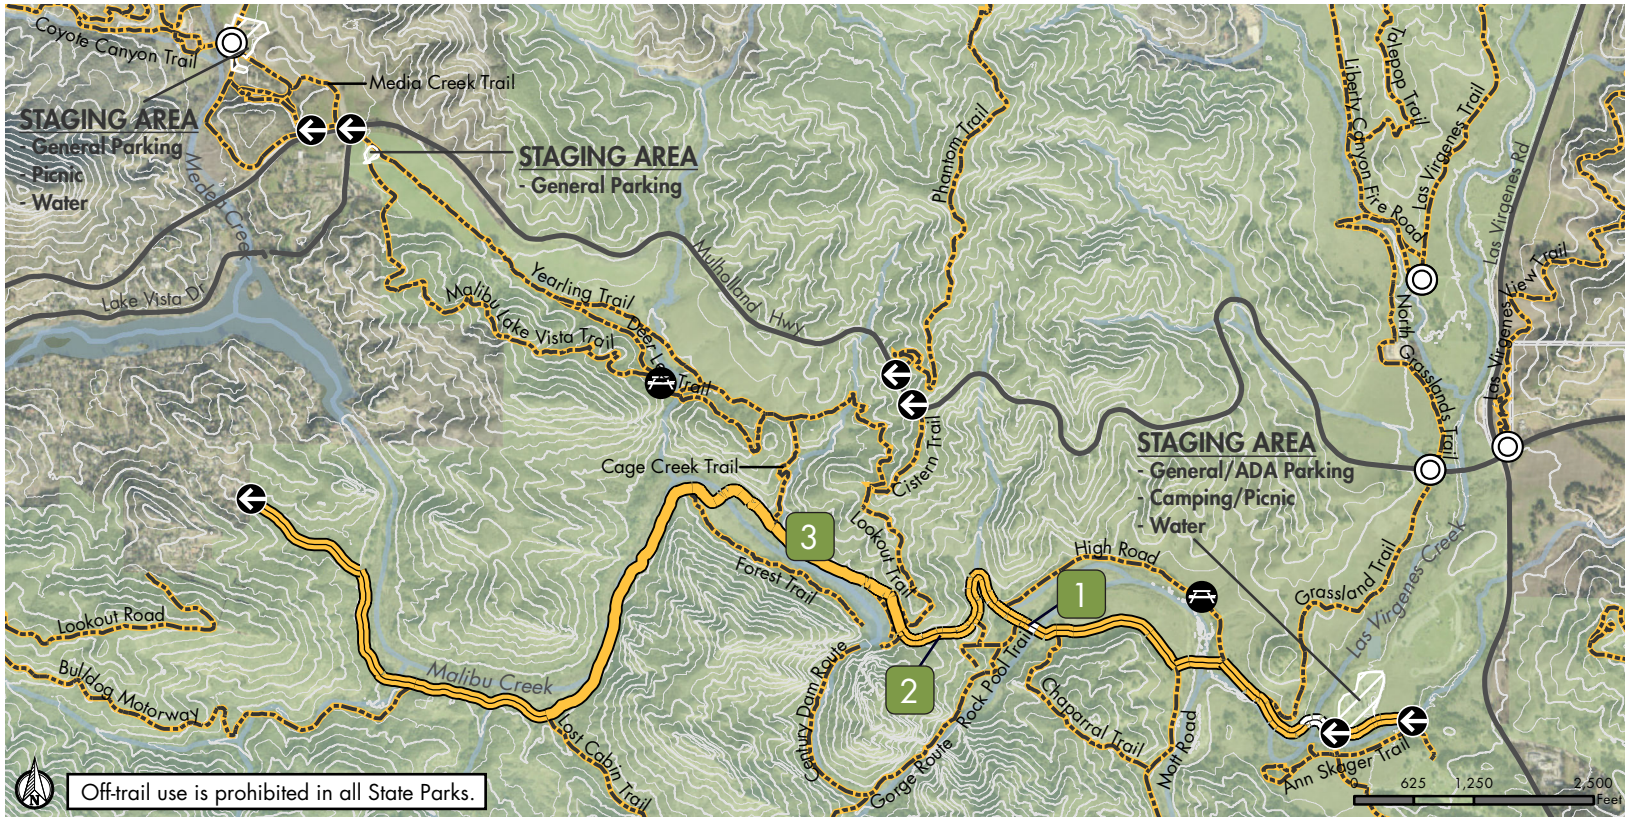 Coyote Canyon Trail
Media Creek Trail
STAGING AREA
- General Parking
- Picnic
- Water
Medea Creek
STAGING AREA
- General Parking
Phantom Trail
Talepop Trail
Liberty Canyon Fire Road
Las Virgenes Trail
Las Virgenes Rd
Las Virgenes View Trail
Lake Vista Dr
Mulholland Hwy
Yearling Trail
Malibu Lake Vista Trail
Trail
North Grasslands Trail
Cage Creek Trail
Cistern Trail
STAGING AREA
- General/ADA Parking
- Camping/Picnic
- Water
Lookout Trail
3
High Road
1
Forest Trail
Grassland Trail
Las Virgenes Creek
Lookout Road
Bulldog Motorway
Malibu Creek
Century Dam Route
2
Rock Pool Trail
Chaparral Trail
Lost Cabin Trail
Gorge Route
Mott Road
Ann Skager Trail
N
Off-trail use is prohibited in all State Parks.
0 625 1,250 2,500
Feet